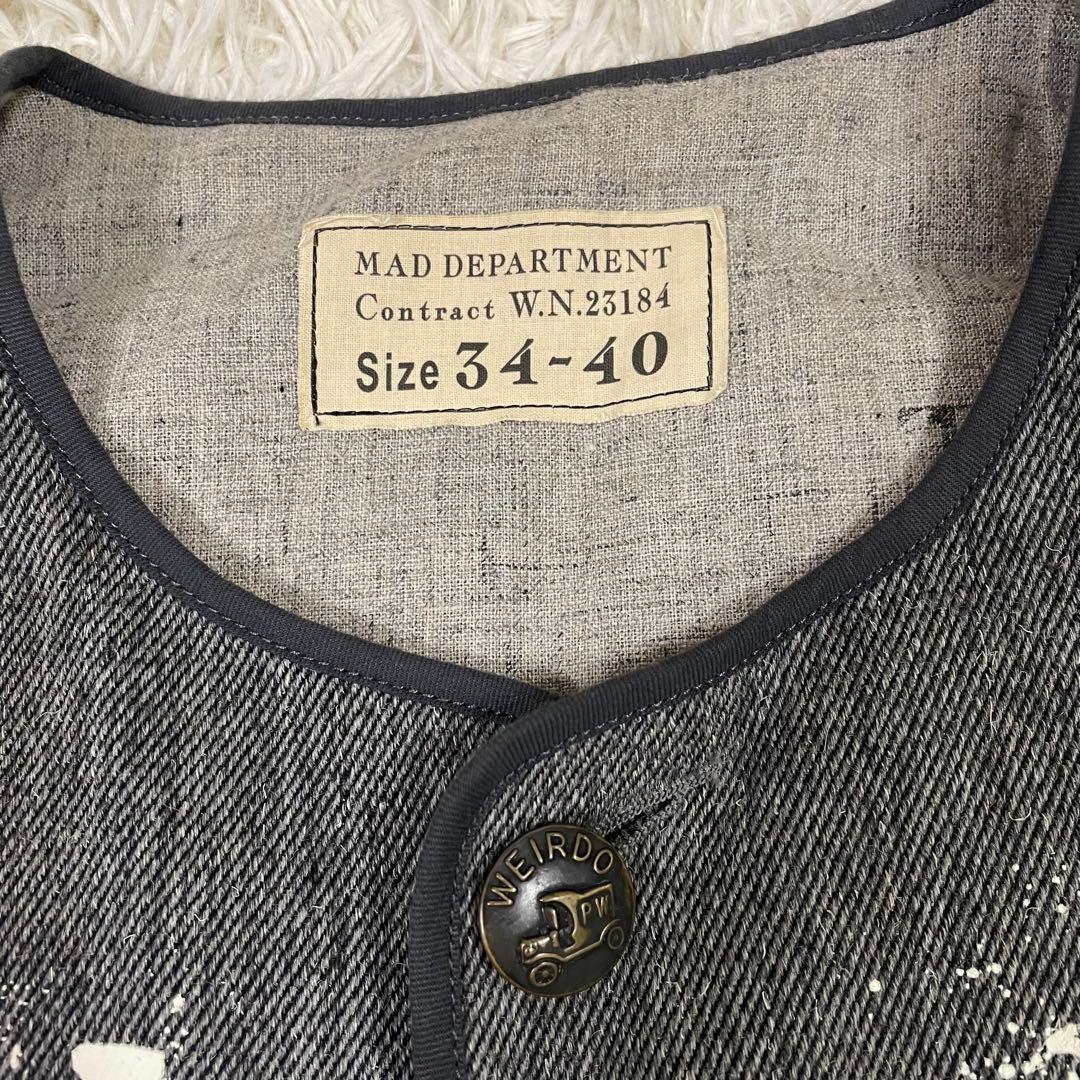 MAD DEPARTMENT
Contract W.N.23184
Size 34-40
WEIRDO
PW